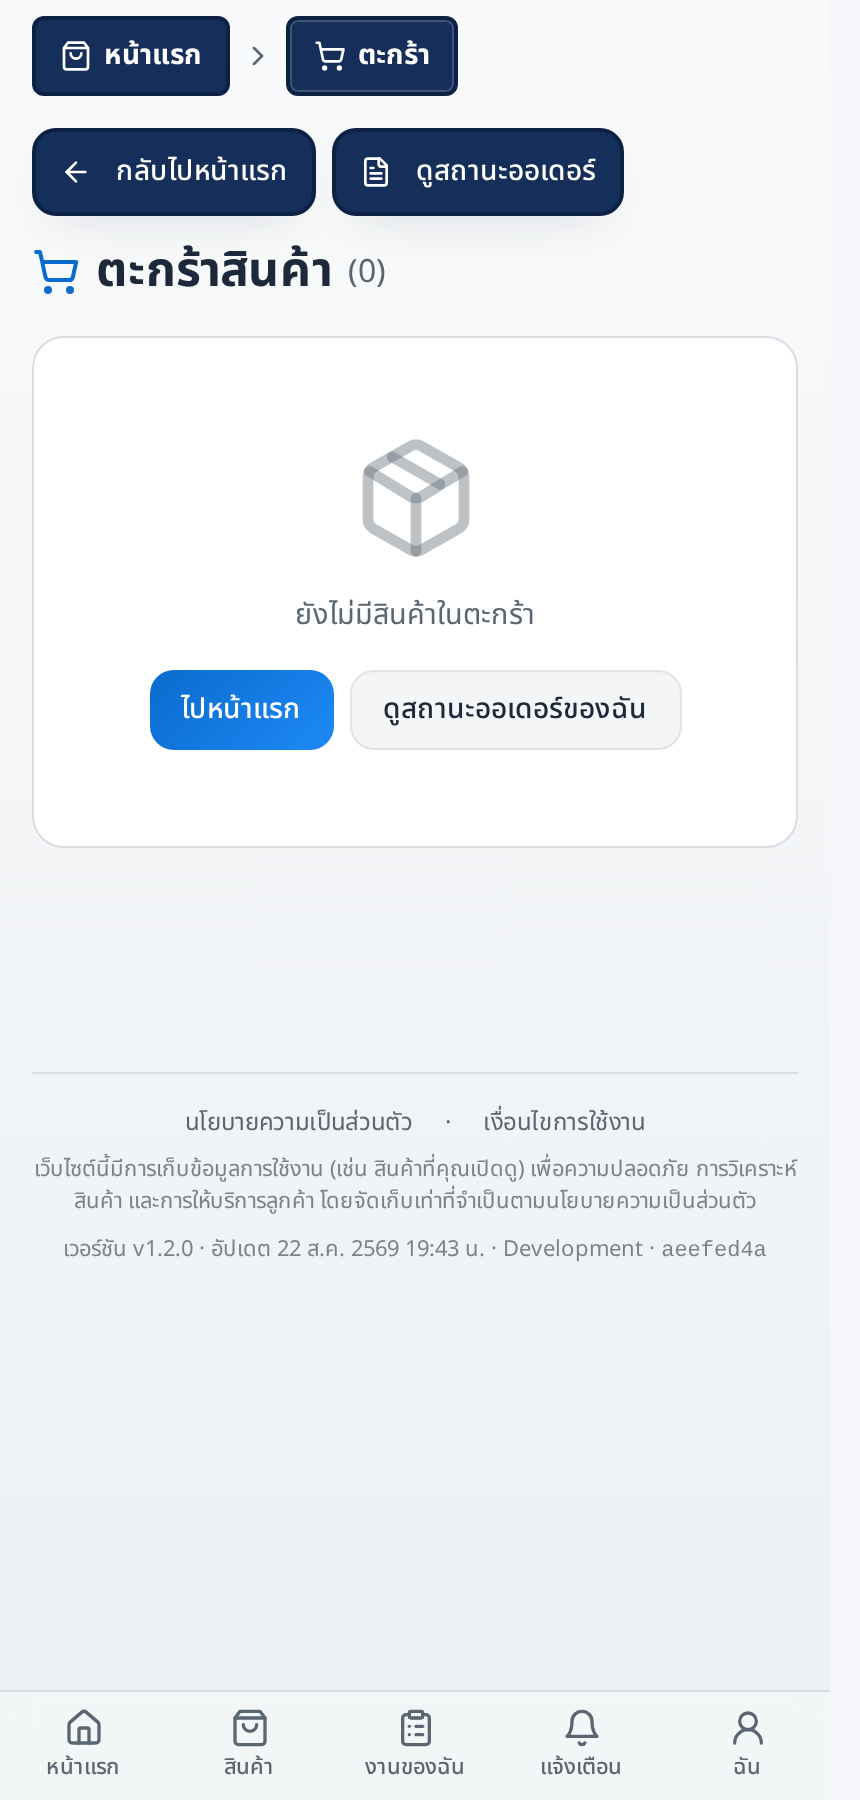 หน้าแรก
ตะกร้า
กลับไปหน้าแรก
ดูสถานะออเดอร์
ตะกร้าสินค้า (0)
ยังไม่มีสินค้าในตะกร้า
ไปหน้าแรก
ดูสถานะออเดอร์ของฉัน
นโยบายความเป็นส่วนตัว · เงื่อนไขการใช้งาน
เว็บไซต์นี้มีการเก็บข้อมูลการใช้งาน (เช่น สินค้าที่คุณเปิดดู) เพื่อความปลอดภัย การวิเคราะห์
สินค้า และการให้บริการลูกค้า โดยจัดเก็บเท่าที่จำเป็นตามนโยบายความเป็นส่วนตัว
เวอร์ชัน v1.2.0 · อัปเดต 22 ส.ค. 2569 19:43 น. · Development · aeefed4a
หน้าแรก
สินค้า
งานของฉัน
แจ้งเตือน
ฉัน